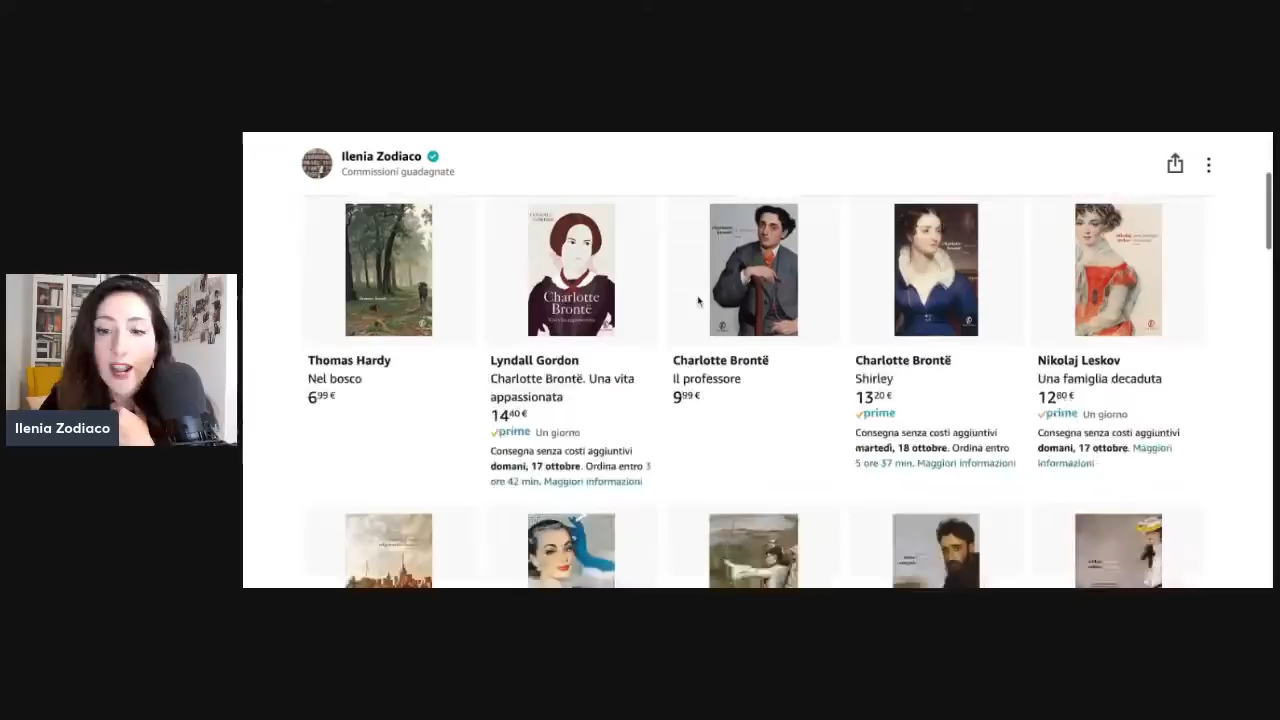 Ilenia Zodiaco
Commissioni guadagnate
Charlotte
Brontë
Thomas Hardy
Nel bosco
6,99 €
Lyndall Gordon
Charlotte Brontë. Una vita
appassionata
14,40 €
prime Un giorno
Consegna senza costi aggiuntivi
domani, 17 ottobre. Ordina entro 3
ore 42 min. Maggiori informazioni
Charlotte Brontë
Il professore
9,99 €
Charlotte Brontë
Shirley
13,20 €
prime
Consegna senza costi aggiuntivi
martedì, 18 ottobre. Ordina entro
5 ore 37 min. Maggiori informazioni
Nikolaj Leskov
Una famiglia decaduta
12,80 €
prime Un giorno
Consegna senza costi aggiuntivi
domani, 17 ottobre. Maggiori
informazioni
Ilenia Zodiaco